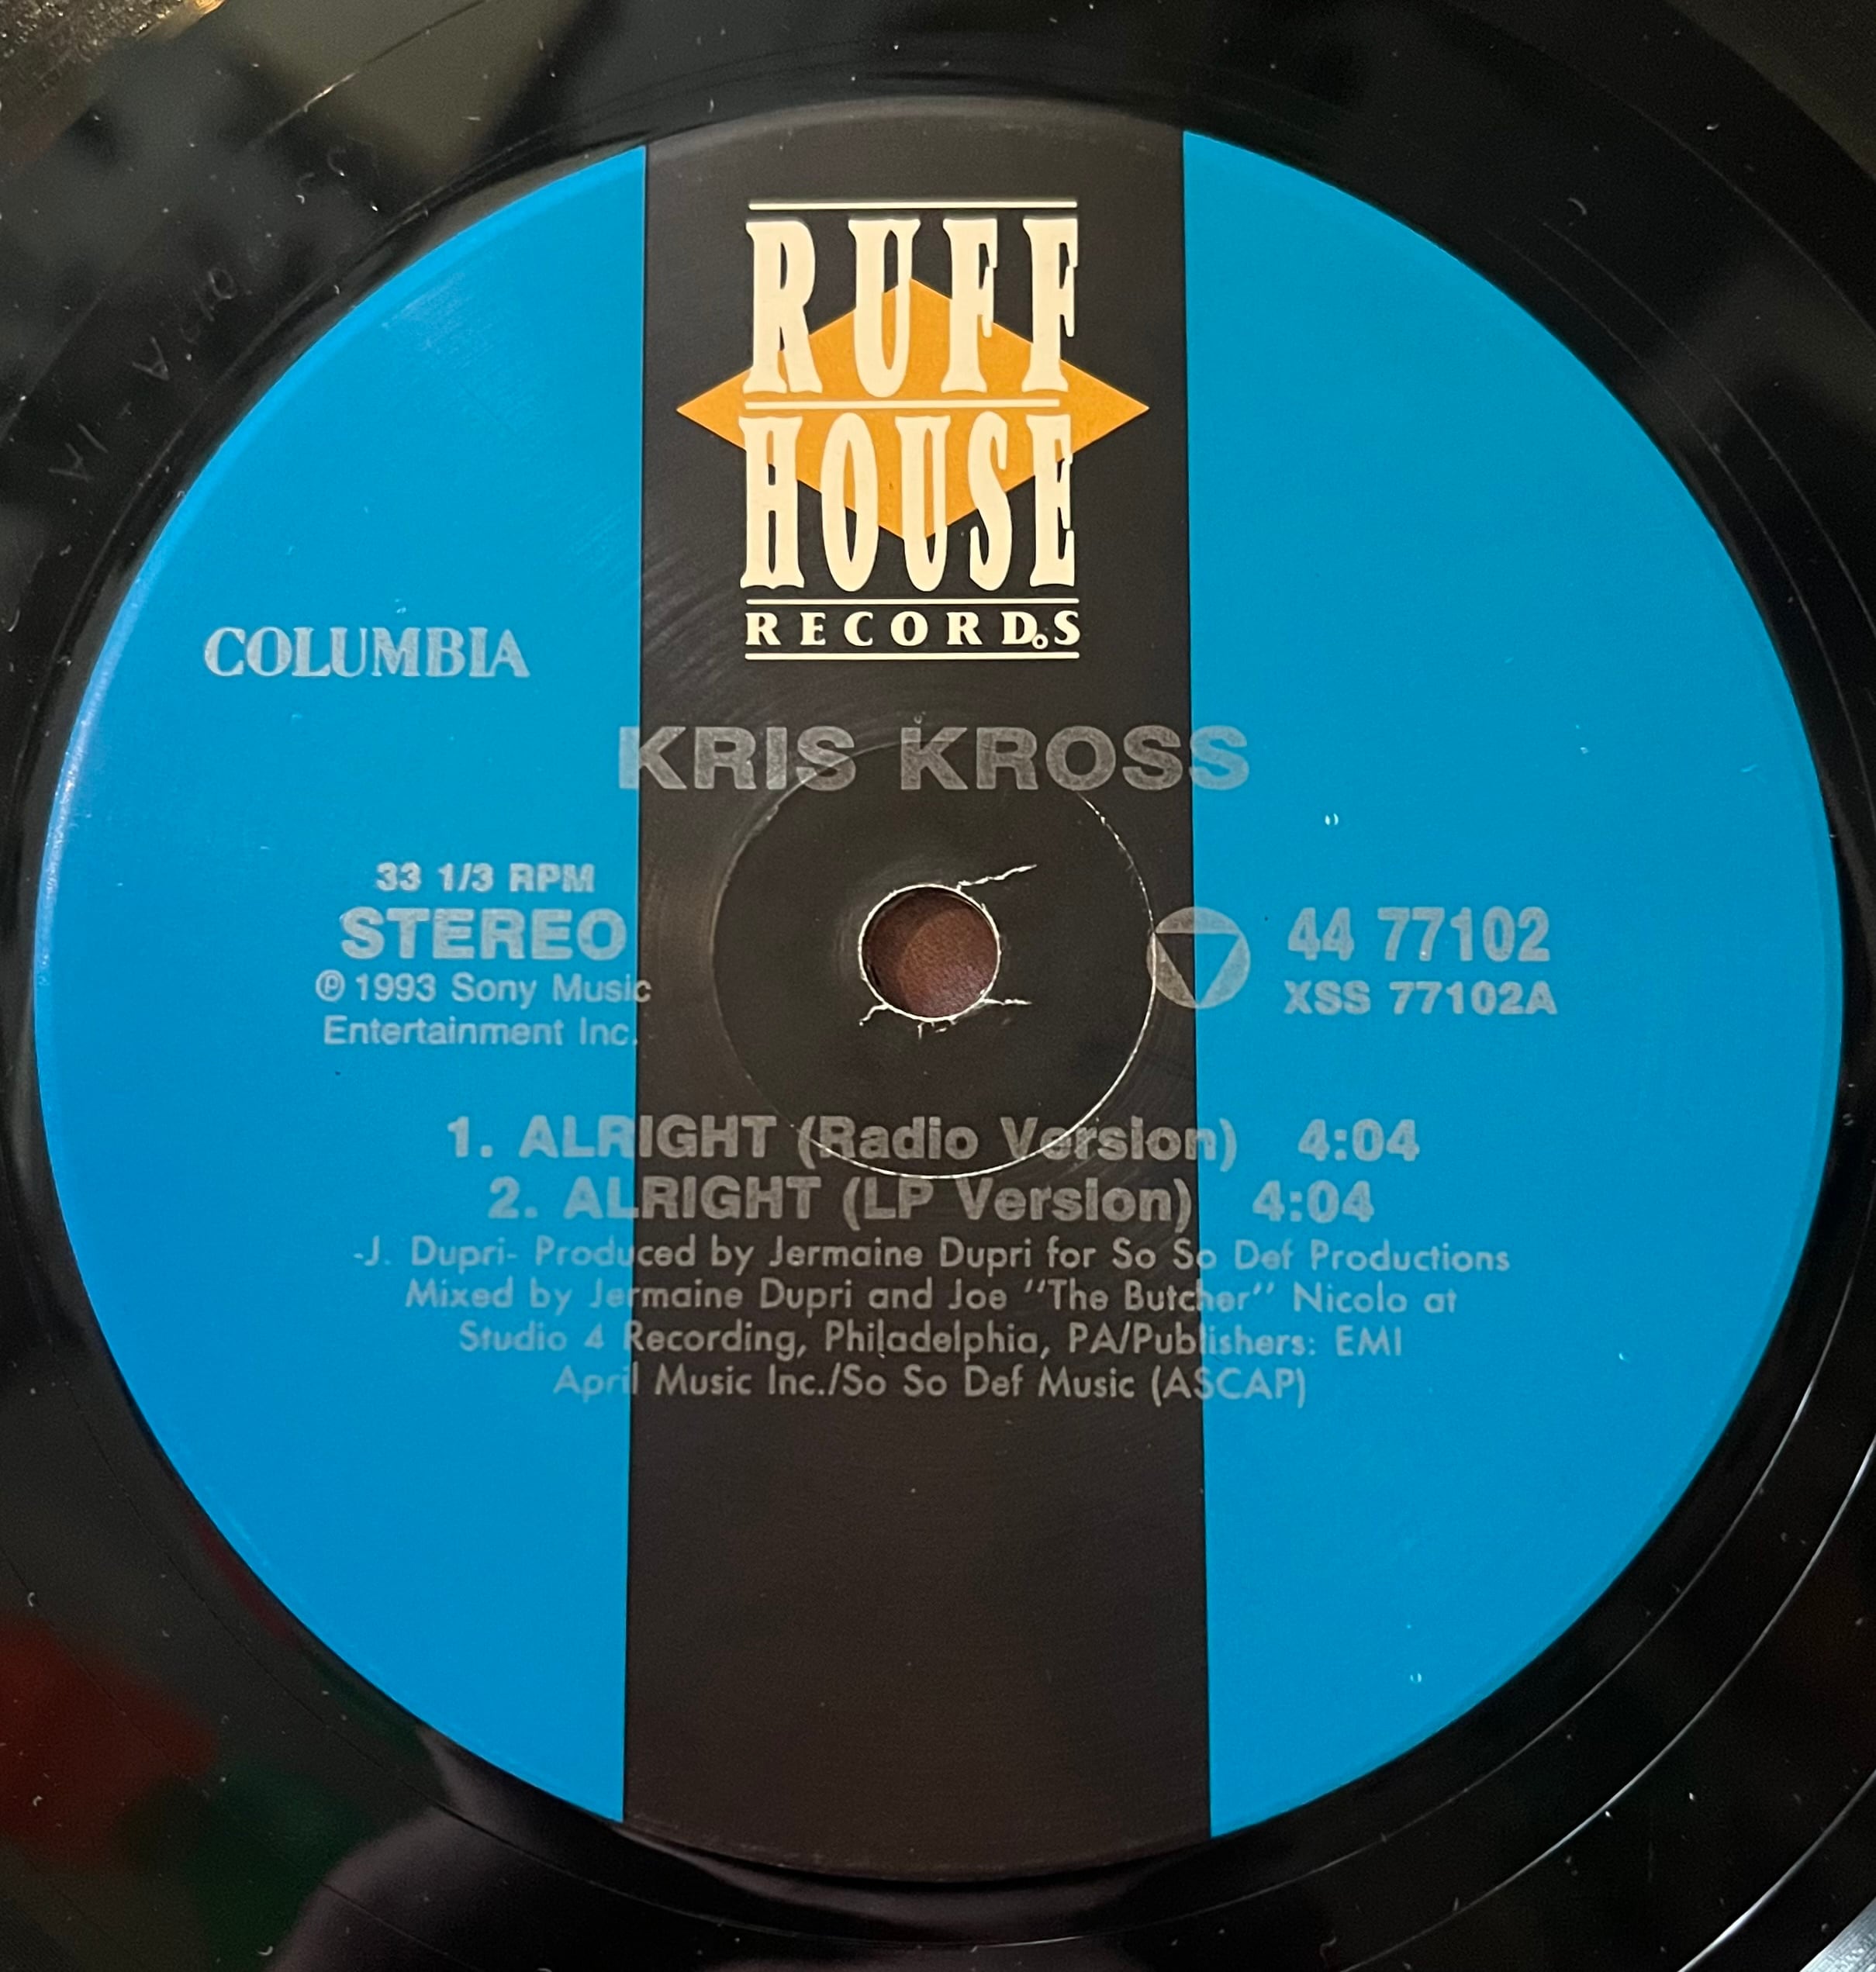 RUFF
HOUSE
RECORDS
COLUMBIA
KRIS KROSS
33 1/3 RPM
STEREO
℗ 1993 Sony Music
Entertainment Inc.
44 77102
XSS 77102A
1. ALRIGHT (Radio Version) 4:04
2. ALRIGHT (LP Version) 4:04
-J. Dupri- Produced by Jermaine Dupri for So So Def Productions
Mixed by Jermaine Dupri and Joe "The Butcher" Nicolo at
Studio 4 Recording, Philadelphia, PA/Publishers: EMI
April Music Inc./So So Def Music (ASCAP)